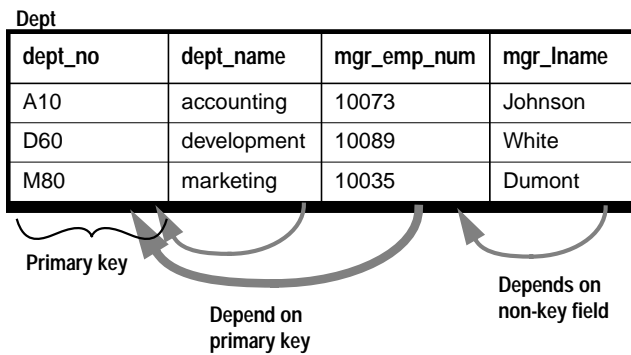 Dept
dept_no dept_name mgr_emp_num mgr_lname
A10 accounting 10073 Johnson
D60 development 10089 White
M80 marketing 10035 Dumont
Primary key
Depend on
primary key
Depends on
non-key field